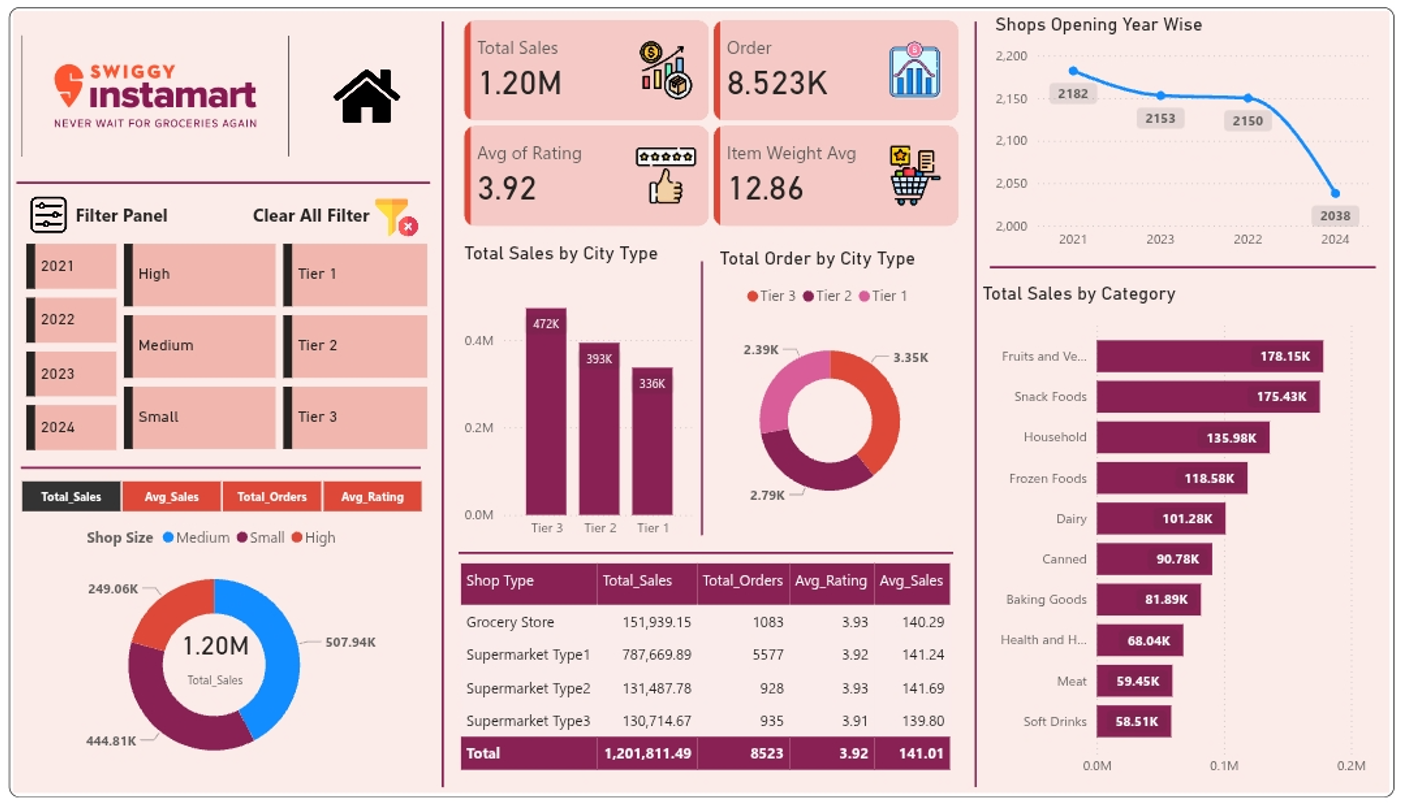 SWIGGY
instamart
NEVER WAIT FOR GROCERIES AGAIN
Filter Panel
Clear All Filter
2021
2022
2023
2024
High
Medium
Small
Tier 1
Tier 2
Tier 3
Total_Sales Avg_Sales Total_Orders Avg_Rating
Shop Size Medium Small High
249.06K
507.94K
444.81K
1.20M
Total_Sales
Total Sales
1.20M
Order
8.523K
Avg of Rating
3.92
Item Weight Avg
12.86
Total Sales by City Type
0.4M
0.2M
0.0M
472K
393K
336K
Tier 3 Tier 2 Tier 1
Total Order by City Type
Tier 3 Tier 2 Tier 1
2.39K
3.35K
2.79K
Shop Type Total_Sales Total_Orders Avg_Rating Avg_Sales
Grocery Store 151,939.15 1083 3.93 140.29
Supermarket Type1 787,669.89 5577 3.92 141.24
Supermarket Type2 131,487.78 928 3.93 141.69
Supermarket Type3 130,714.67 935 3.91 139.80
Total 1,201,811.49 8523 3.92 141.01
Shops Opening Year Wise
2,200
2,150
2,100
2,050
2,000
2182
2153
2150
2038
2021 2023 2022 2024
Total Sales by Category
Fruits and Ve... 178.15K
Snack Foods 175.43K
Household 135.98K
Frozen Foods 118.58K
Dairy 101.28K
Canned 90.78K
Baking Goods 81.89K
Health and H... 68.04K
Meat 59.45K
Soft Drinks 58.51K
0.0M 0.1M 0.2M